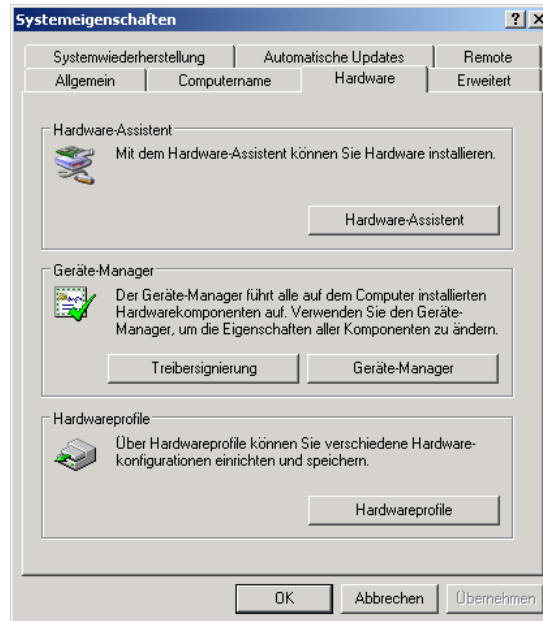 Systemeigenschaften
Systemwiederherstellung Automatische Updates Remote
Allgemein Computername Hardware Erweitert
Hardware-Assistent
Mit dem Hardware-Assistent können Sie Hardware installieren.
Hardware-Assistent
Geräte-Manager
Der Geräte-Manager führt alle auf dem Computer installierten
Hardwarekomponenten auf. Verwenden Sie den Geräte-
Manager, um die Eigenschaften aller Komponenten zu ändern.
Treibersignierung Geräte-Manager
Hardwareprofile
Über Hardwareprofile können Sie verschiedene Hardware-
konfigurationen einrichten und speichern.
Hardwareprofile
OK Abbrechen Übernehmen